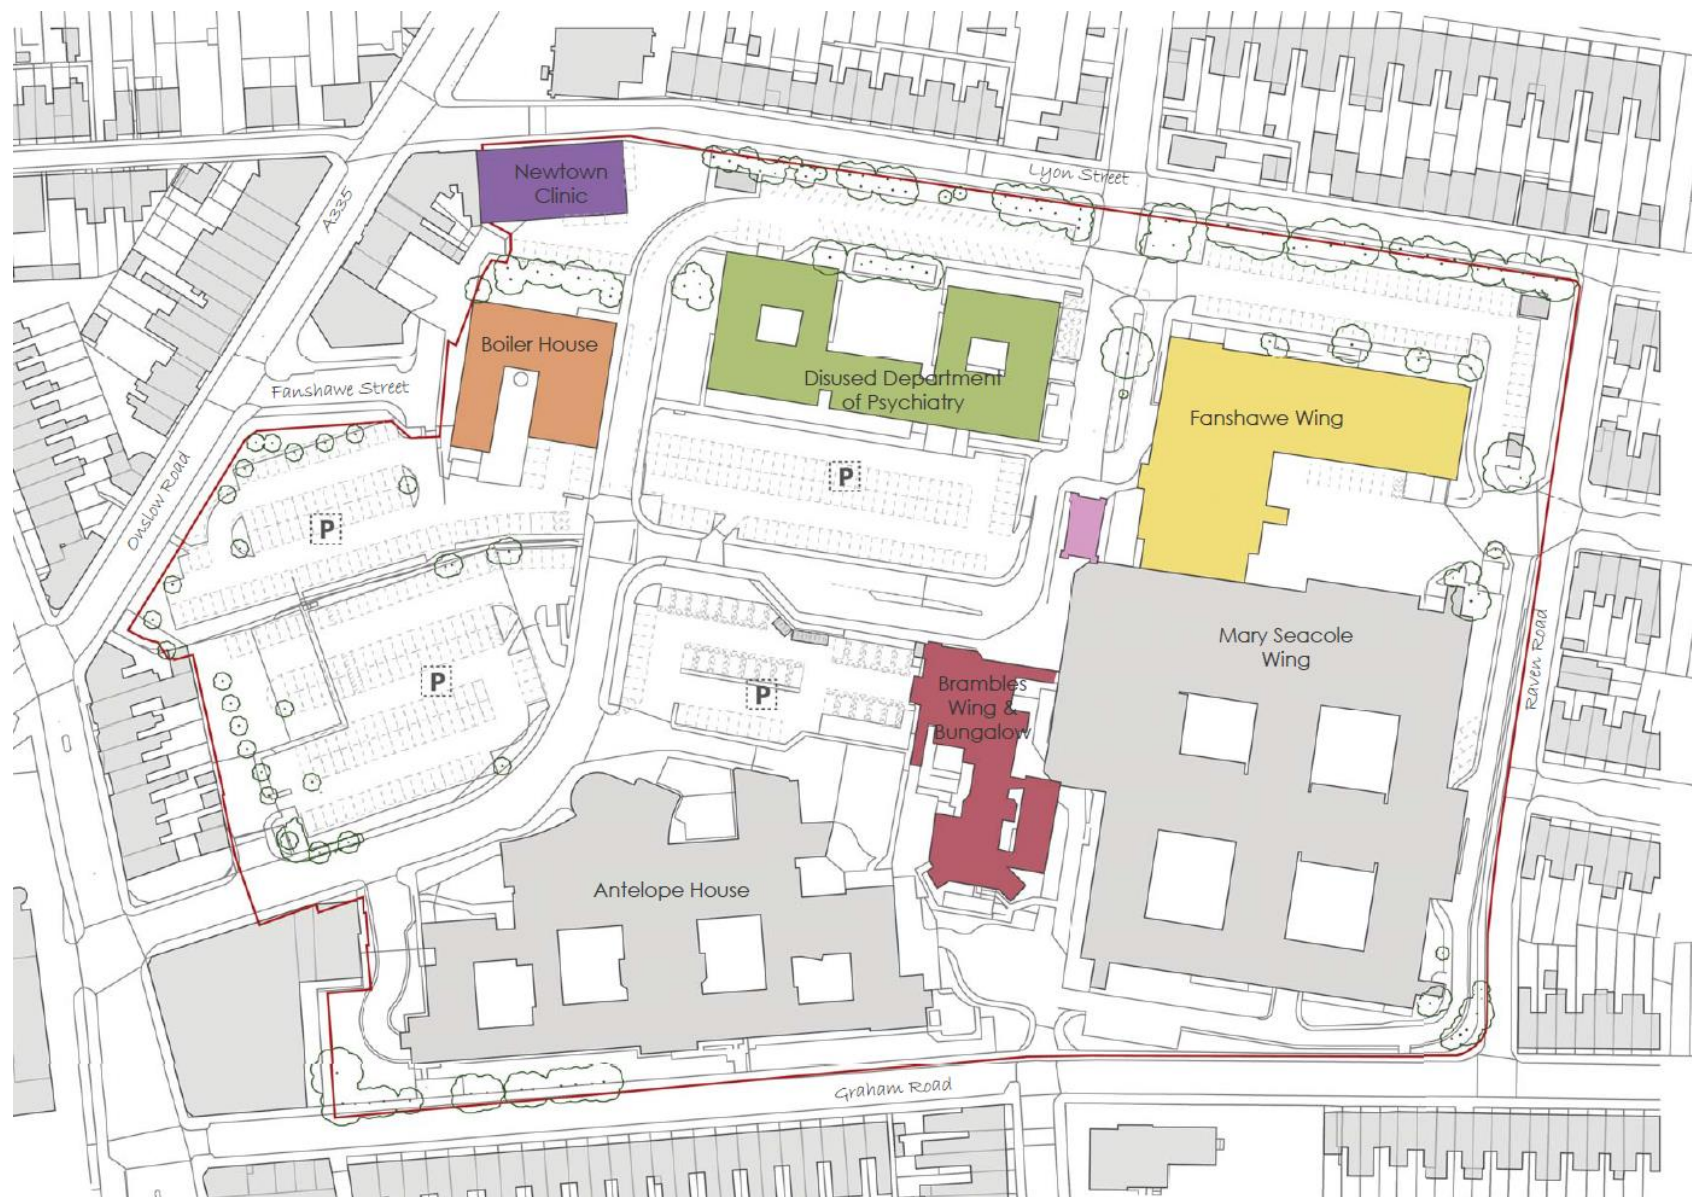 Newtown
Clinic
Lyon Street
A335
Boiler House
Fanshawe Street
Disused Department
of Psychiatry
Fanshawe Wing
Onslow Road
P
P
Mary Seacole
Wing
Raven Road
P
P
Brambles
Wing &
Bungalow
Antelope House
Graham Road